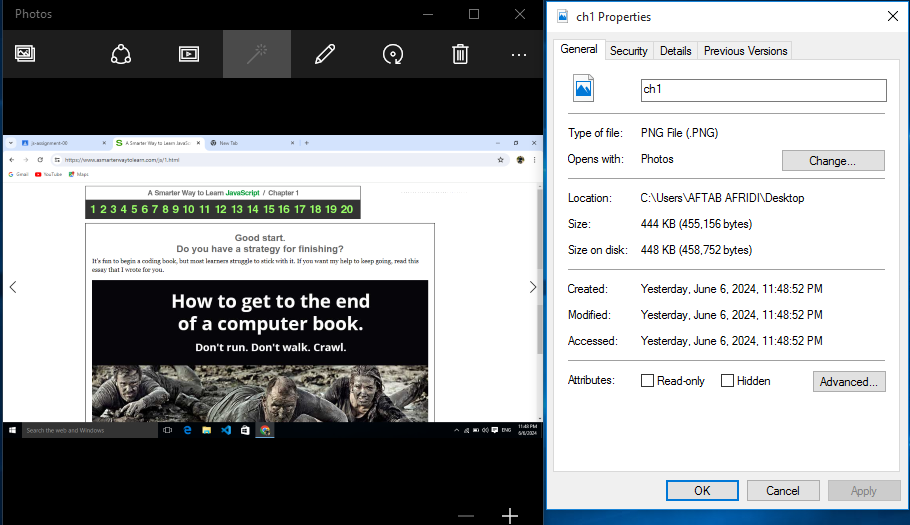 Photos
js-assignment-06
A Smarter Way to Learn JavaSc
New Tab
https://www.asmarterwaytolearn.com/js/1.html
Gmail YouTube Maps
A Smarter Way to Learn JavaScript / Chapter 1
1 2 3 4 5 6 7 8 9 10 11 12 13 14 15 16 17 18 19 20
Good start.
Do you have a strategy for finishing?
It's fun to begin a coding book, but most learners struggle to stick with it. If you want my help to keep going, read this
essay that I wrote for you.
How to get to the end
of a computer book.
Don't run. Don't walk. Crawl.
Search the web and Windows
ENG
11:48 PM
6/6/2024
ch1 Properties
General Security Details Previous Versions
ch1
Type of file: PNG File (.PNG)
Opens with: Photos Change...
Location: C:\Users\AFTAB AFRIDI\Desktop
Size: 444 KB (455,156 bytes)
Size on disk: 448 KB (458,752 bytes)
Created: Yesterday, June 6, 2024, 11:48:52 PM
Modified: Yesterday, June 6, 2024, 11:48:52 PM
Accessed: Yesterday, June 6, 2024, 11:48:52 PM
Attributes: Read-only Hidden Advanced...
OK Cancel Apply